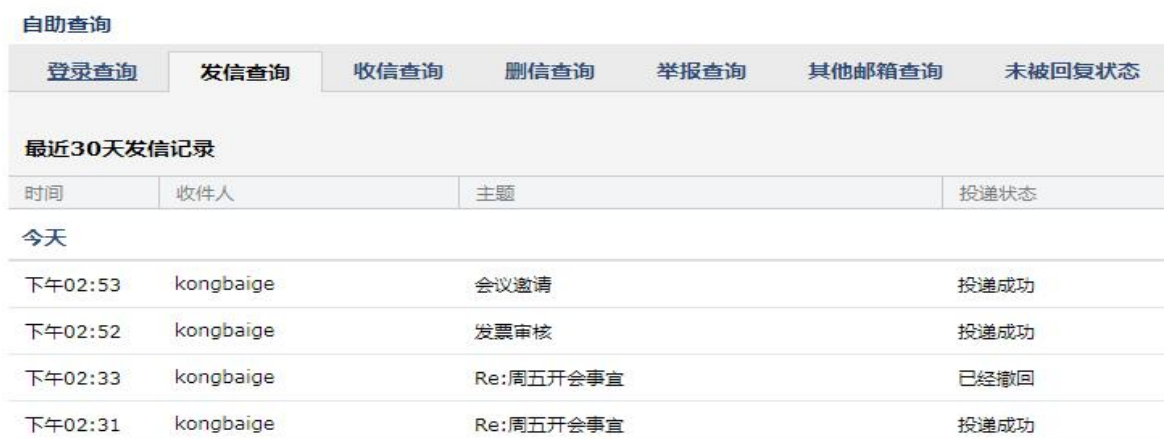 自助查询
登录查询 发信查询 收信查询 删信查询 举报查询 其他邮箱查询 未被回复状态
最近30天发信记录
时间 收件人 主题 投递状态
今天
下午02:53 kongbaige 会议邀请 投递成功
下午02:52 kongbaige 发票审核 投递成功
下午02:33 kongbaige Re:周五开会事宜 已经撤回
下午02:31 kongbaige Re:周五开会事宜 投递成功